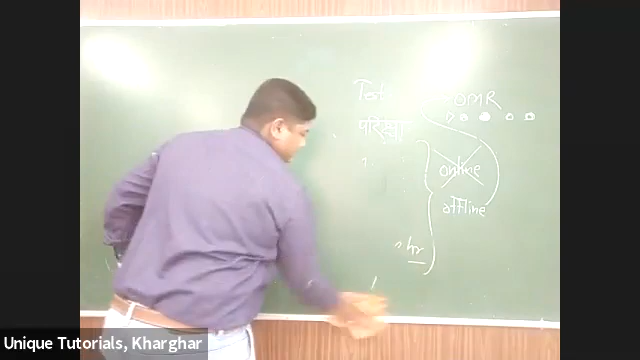 Test
OMR
परिक्षा
online
offline
hr
Unique Tutorials, Kharghar